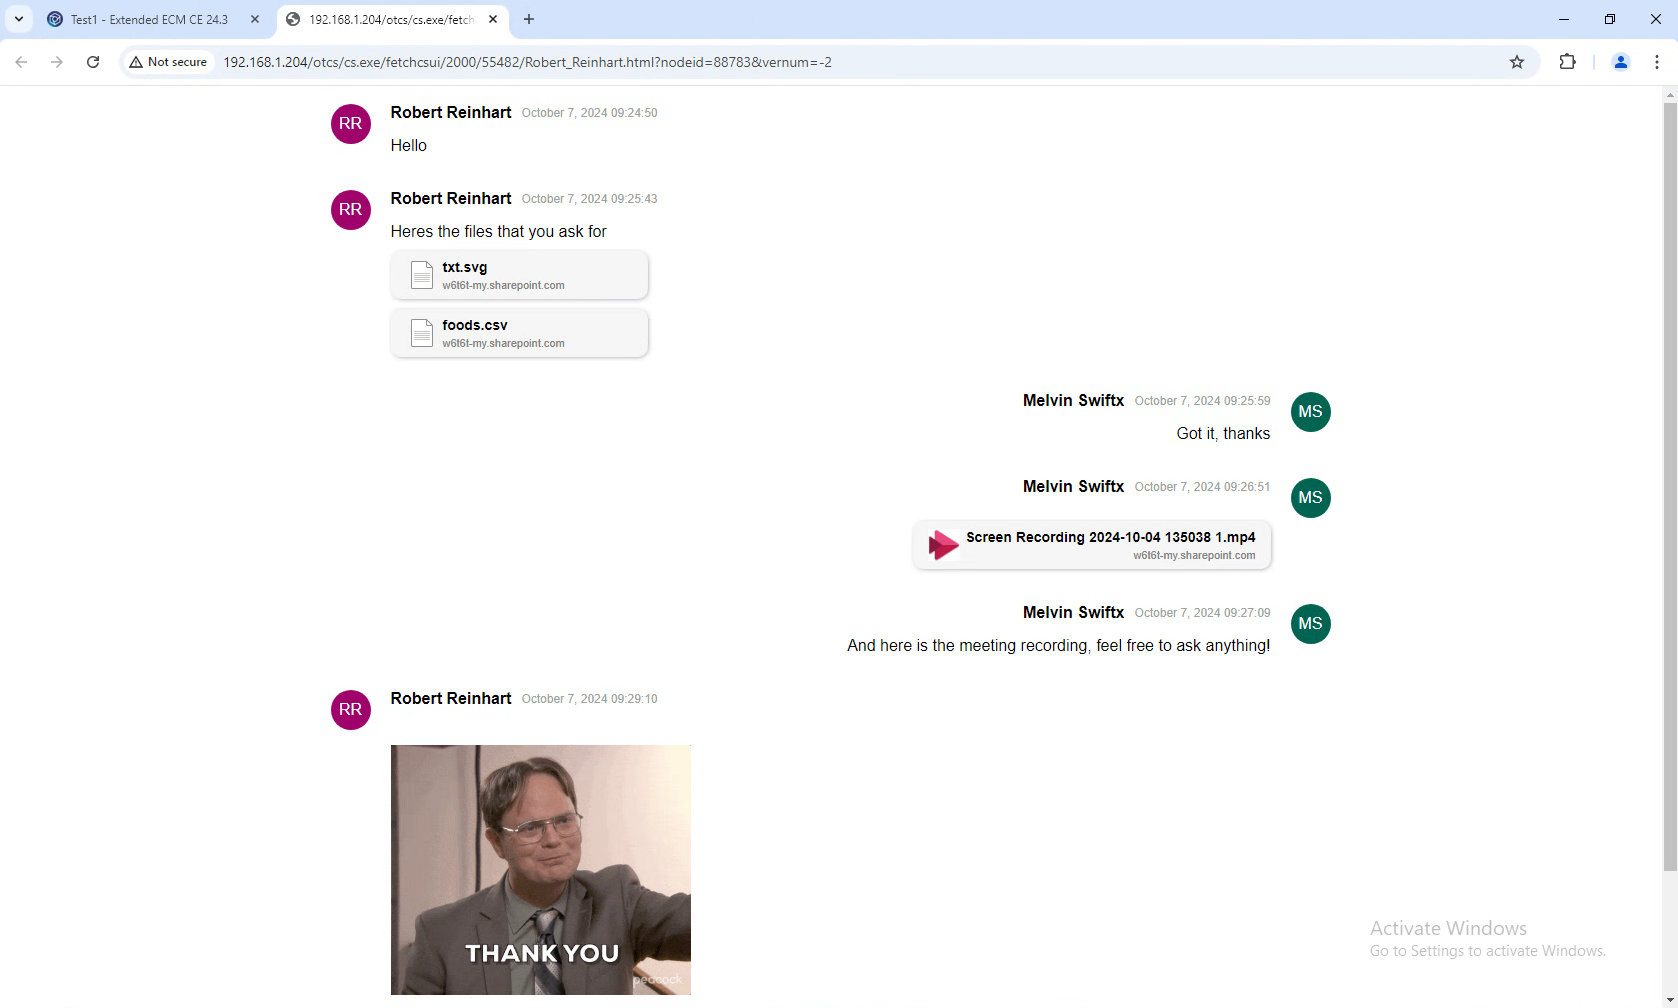 Test1 - Extended ECM CE 24.3
192.168.1.204/otcs/cs.exe/fetch
Not secure
192.168.1.204/otcs/cs.exe/fetchcsui/2000/55482/Robert_Reinhart.html?nodeid=88783&vernum=-2
RR
Robert Reinhart October 7, 2024 09:24:50
Hello
RR
Robert Reinhart October 7, 2024 09:25:43
Heres the files that you ask for
txt.svg
w6t6t-my.sharepoint.com
foods.csv
w6t6t-my.sharepoint.com
Melvin Swiftx October 7, 2024 09:25:59
MS
Got it, thanks
Melvin Swiftx October 7, 2024 09:26:51
MS
Screen Recording 2024-10-04 135038 1.mp4
w6t6t-my.sharepoint.com
Melvin Swiftx October 7, 2024 09:27:09
MS
And here is the meeting recording, feel free to ask anything!
RR
Robert Reinhart October 7, 2024 09:29:10
THANK YOU
peacock
Activate Windows
Go to Settings to activate Windows.